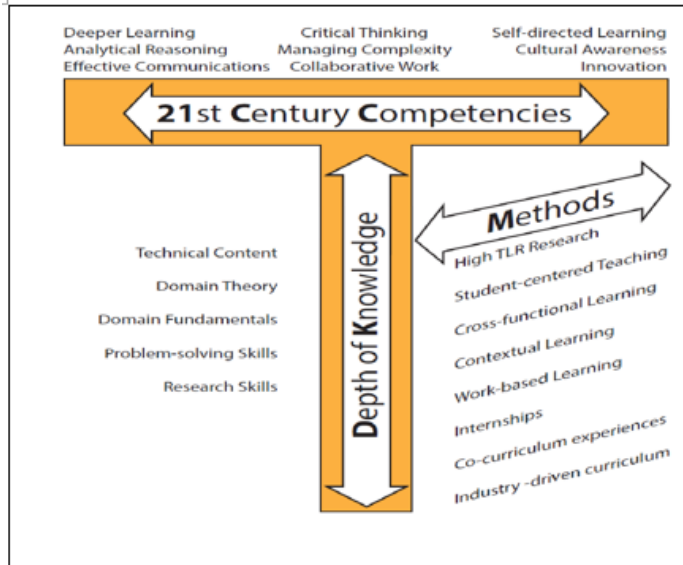 Deeper Learning
Analytical Reasoning
Effective Communications
Critical Thinking
Managing Complexity
Collaborative Work
Self-directed Learning
Cultural Awareness
Innovation
21st Century Competencies
Depth of Knowledge
Technical Content
Domain Theory
Domain Fundamentals
Problem-solving Skills
Research Skills
Methods
High TLR Research
Student-centered Teaching
Cross-functional Learning
Contextual Learning
Work-based Learning
Internships
Co-curriculum experiences
Industry -driven curriculum